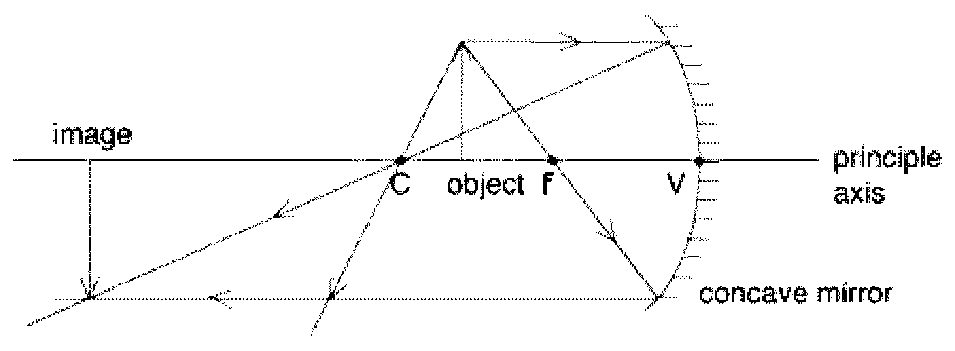 image
C
object
f
V
principle
axis
concave mirror